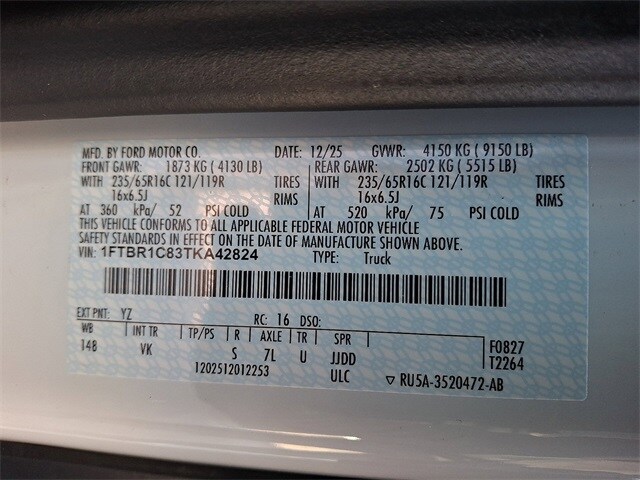 MFD. BY FORD MOTOR CO. DATE: 12/25 GVWR: 4150 KG ( 9150 LB)
FRONT GAWR: 1873 KG ( 4130 LB) REAR GAWR: 2502 KG ( 5515 LB)
WITH 235/65R16C 121/119R TIRES WITH 235/65R16C 121/119R TIRES
16x6.5J RIMS 16x6.5J RIMS
AT 360 kPa/ 52 PSI COLD AT 520 kPa/ 75 PSI COLD
THIS VEHICLE CONFORMS TO ALL APPLICABLE FEDERAL MOTOR VEHICLE
SAFETY STANDARDS IN EFFECT ON THE DATE OF MANUFACTURE SHOWN ABOVE.
VIN: 1FTBR1C83TKA42824 TYPE: Truck
EXT PNT: YZ RC: 16 DSO:
WB INT TR TP/PS R AXLE TR SPR F0827
148 VK S 7L U JJDD T2264
1202512012253 ULC ▽ RU5A-3520472-AB